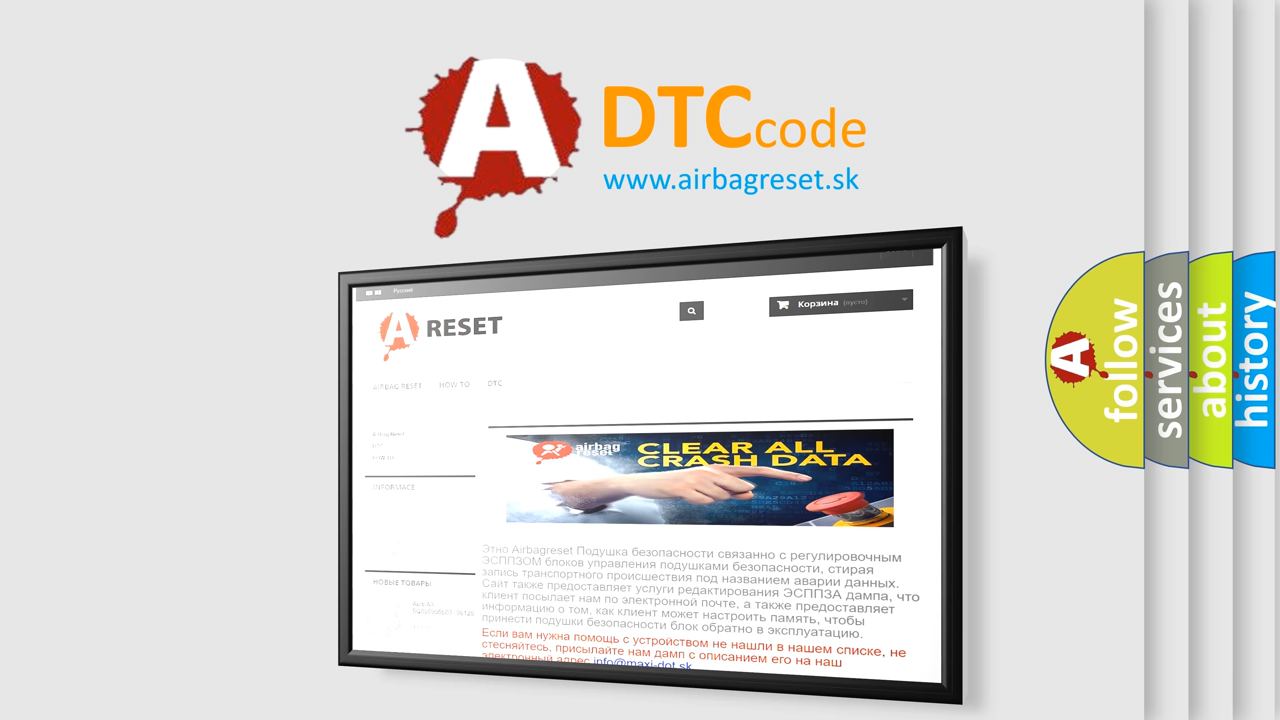 A DTC code
www.airbagreset.sk
Русский
A RESET
Корзина (пусто)
AIRBAG RESET HOW TO DTC
INFORMACE
НОВЫЕ ТОВАРЫ
airbag
reset
CLEAR ALL
CRASH DATA
Этно Airbagreset Подушка безопасности связанно с регулировочным
ЭСППЗОМ блоков управления подушками безопасности, стирая
запись транспортного происшествия под названием аварии данных.
Сайт также предоставляет услуги редактирования ЭСППЗА дампа, что
клиент посылает нам по электронной почте, а также предоставляет
информацию о том, как клиент может настроить память, чтобы
принести подушки безопасности блок обратно в эксплуатацию.
Если вам нужна помощь с устройством не нашли в нашем списке, не
стесняйтесь, присылайте нам дамп с описанием его на наш
электронный адрес info@maxi-dot.sk
A follow
services
about
history